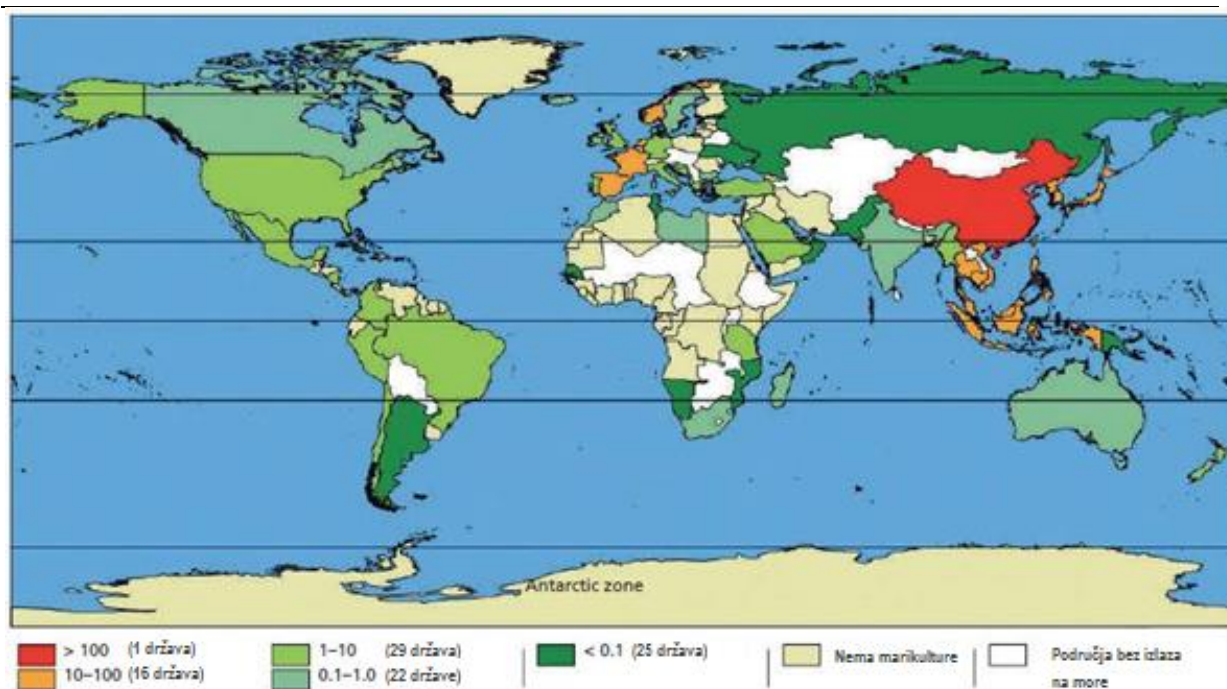 Antarctic zone
> 100 (1 država)
10–100 (16 država)
1–10 (29 država)
0.1–1.0 (22 države)
< 0.1 (25 država)
Nema marikulture
Područja bez izlaza
na more